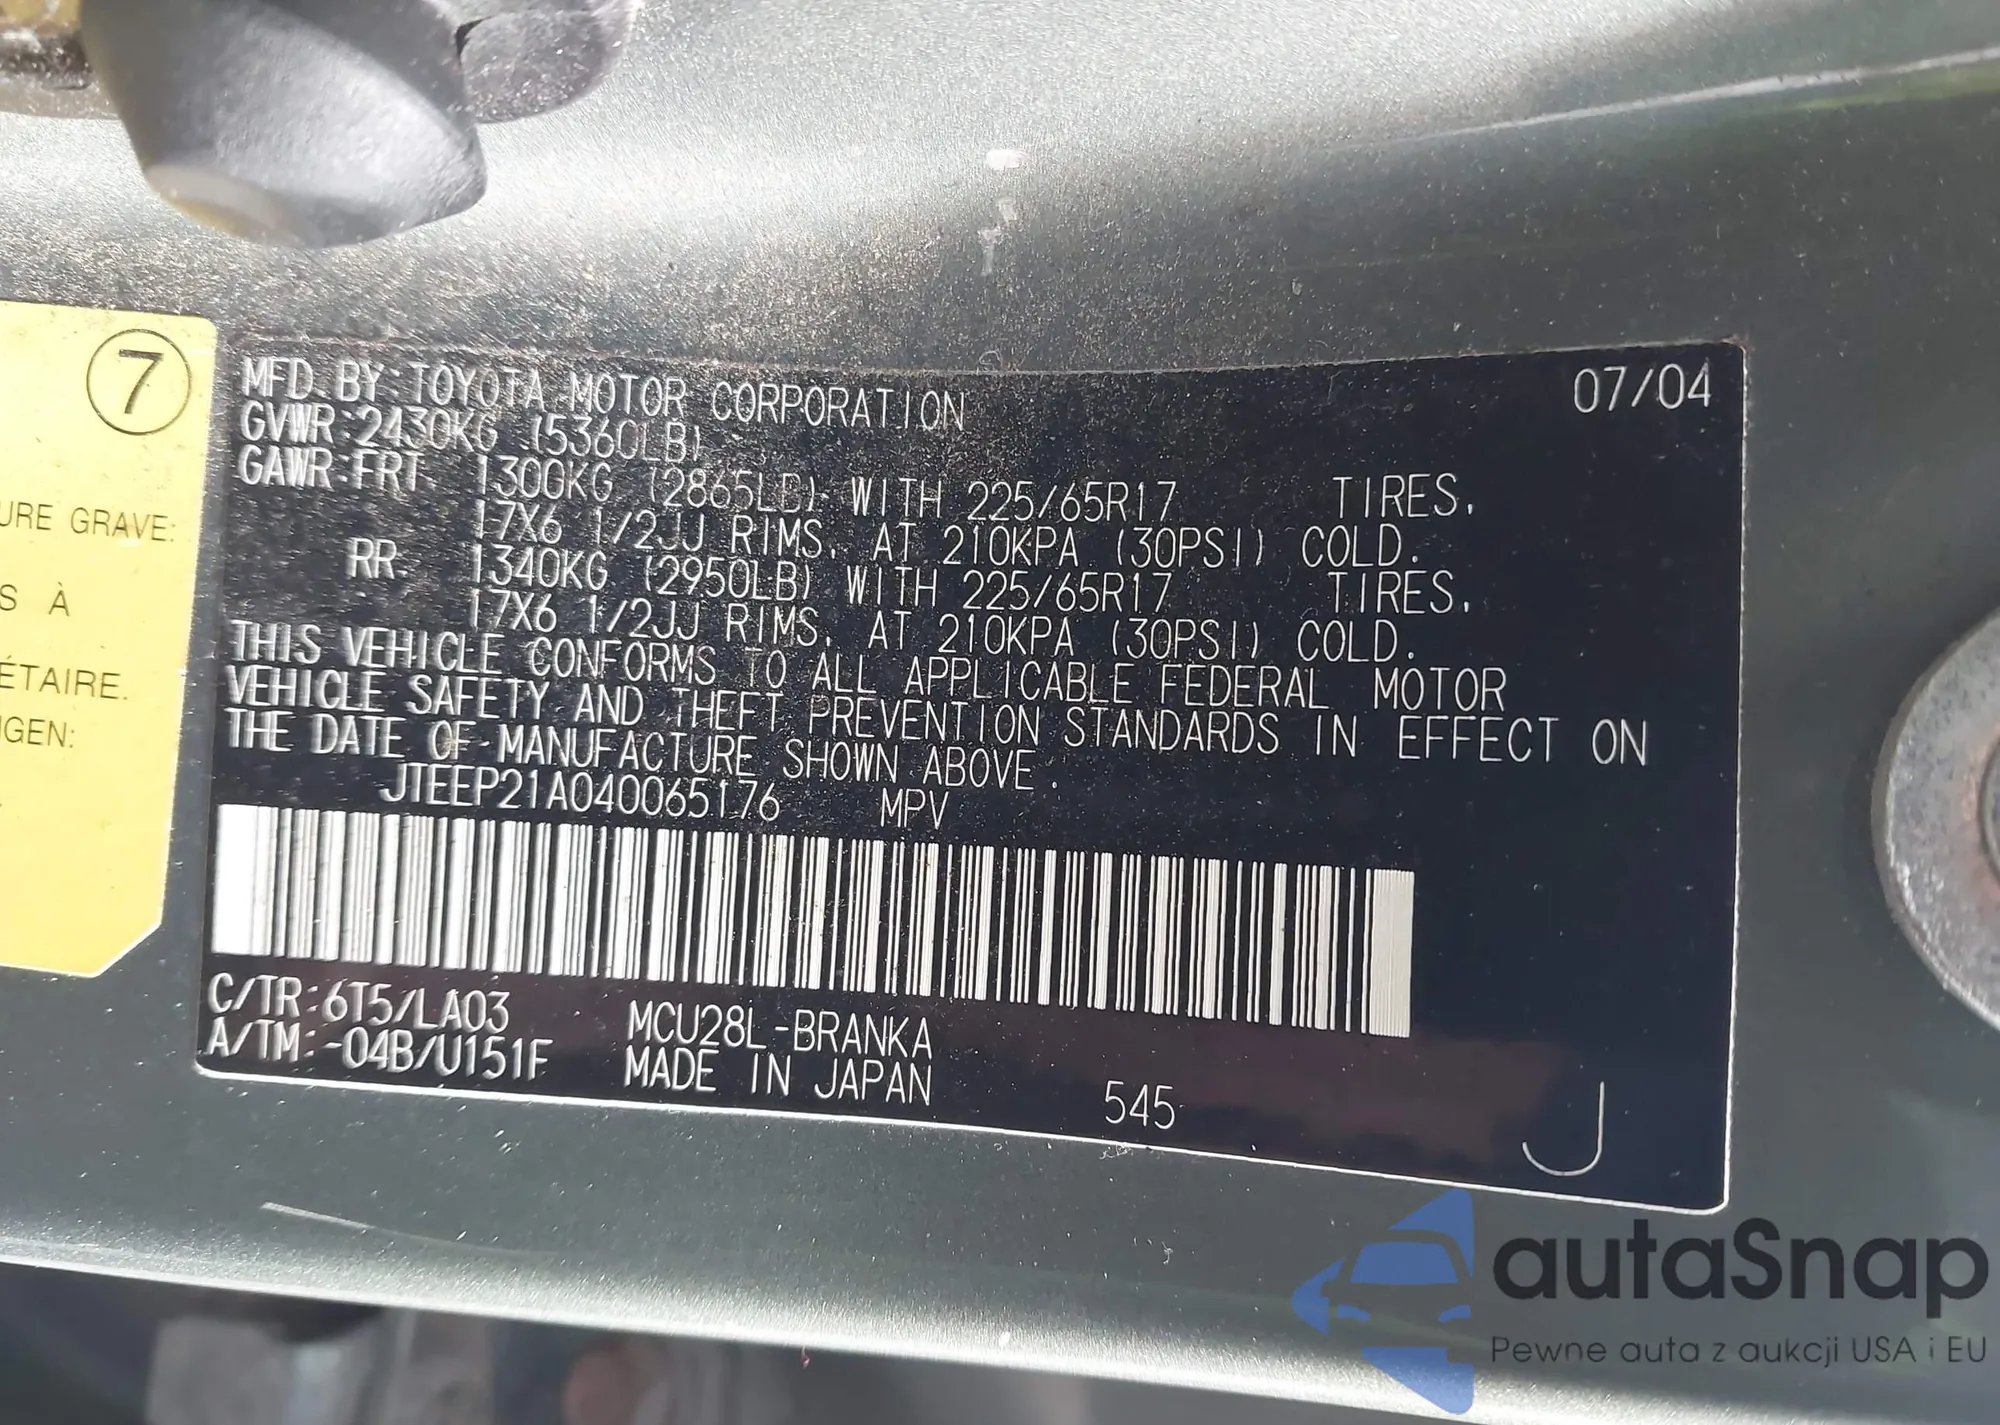 7
URE GRAVE:
S À
ÉTAIRE.
GEN:
MFD. BY: TOYOTA MOTOR CORPORATION 07/04
GVWR: 2430KG (5360LB)
GAWR: FRT. 1300KG (2865LB) WITH 225/65R17 TIRES,
17X6 1/2JJ RIMS, AT 210KPA (30PSI) COLD.
RR. 1340KG (2950LB) WITH 225/65R17 TIRES,
17X6 1/2JJ RIMS, AT 210KPA (30PSI) COLD.
THIS VEHICLE CONFORMS TO ALL APPLICABLE FEDERAL MOTOR
VEHICLE SAFETY AND THEFT PREVENTION STANDARDS IN EFFECT ON
THE DATE OF MANUFACTURE SHOWN ABOVE.
JTEEP21A040065176 MPV
C/TR: 6T5/LA03 MCU28L-BRANKA
A/TM: -04B/U151F MADE IN JAPAN
545
J
autaSnap
Pewne auta z aukcji USA i EU